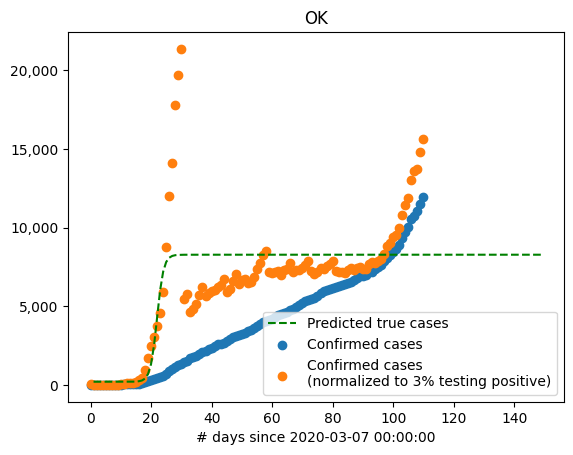 OK
20,000
15,000
10,000
5,000
0
0 20 40 60 80 100 120 140
# days since 2020-03-07 00:00:00
Predicted true cases
Confirmed cases
Confirmed cases
(normalized to 3% testing positive)